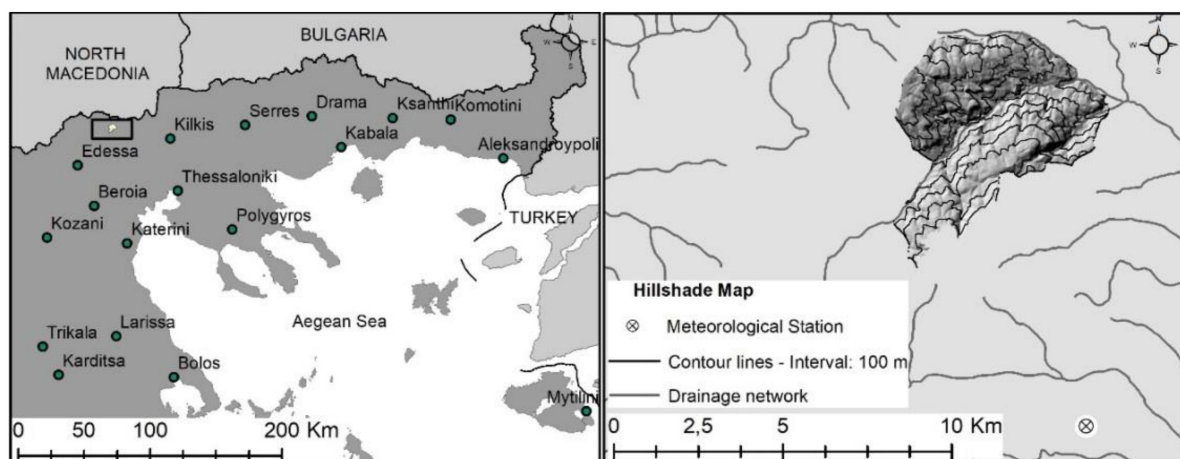 NORTH
MACEDONIA
BULGARIA
N
W E
S
Edessa
Kilkis
Serres
Drama
Ksanthi
Komotini
Kabala
Aleksandroypoli
Beroia
Thessaloniki
Kozani
Katerini
Polygyros
TURKEY
Aegean Sea
Trikala
Larissa
Karditsa
Bolos
Mytilini
0 50 100 200 Km
N
W E
S
Hillshade Map
Meteorological Station
Contour lines - Interval: 100 m
Drainage network
0 2,5 5 10 Km